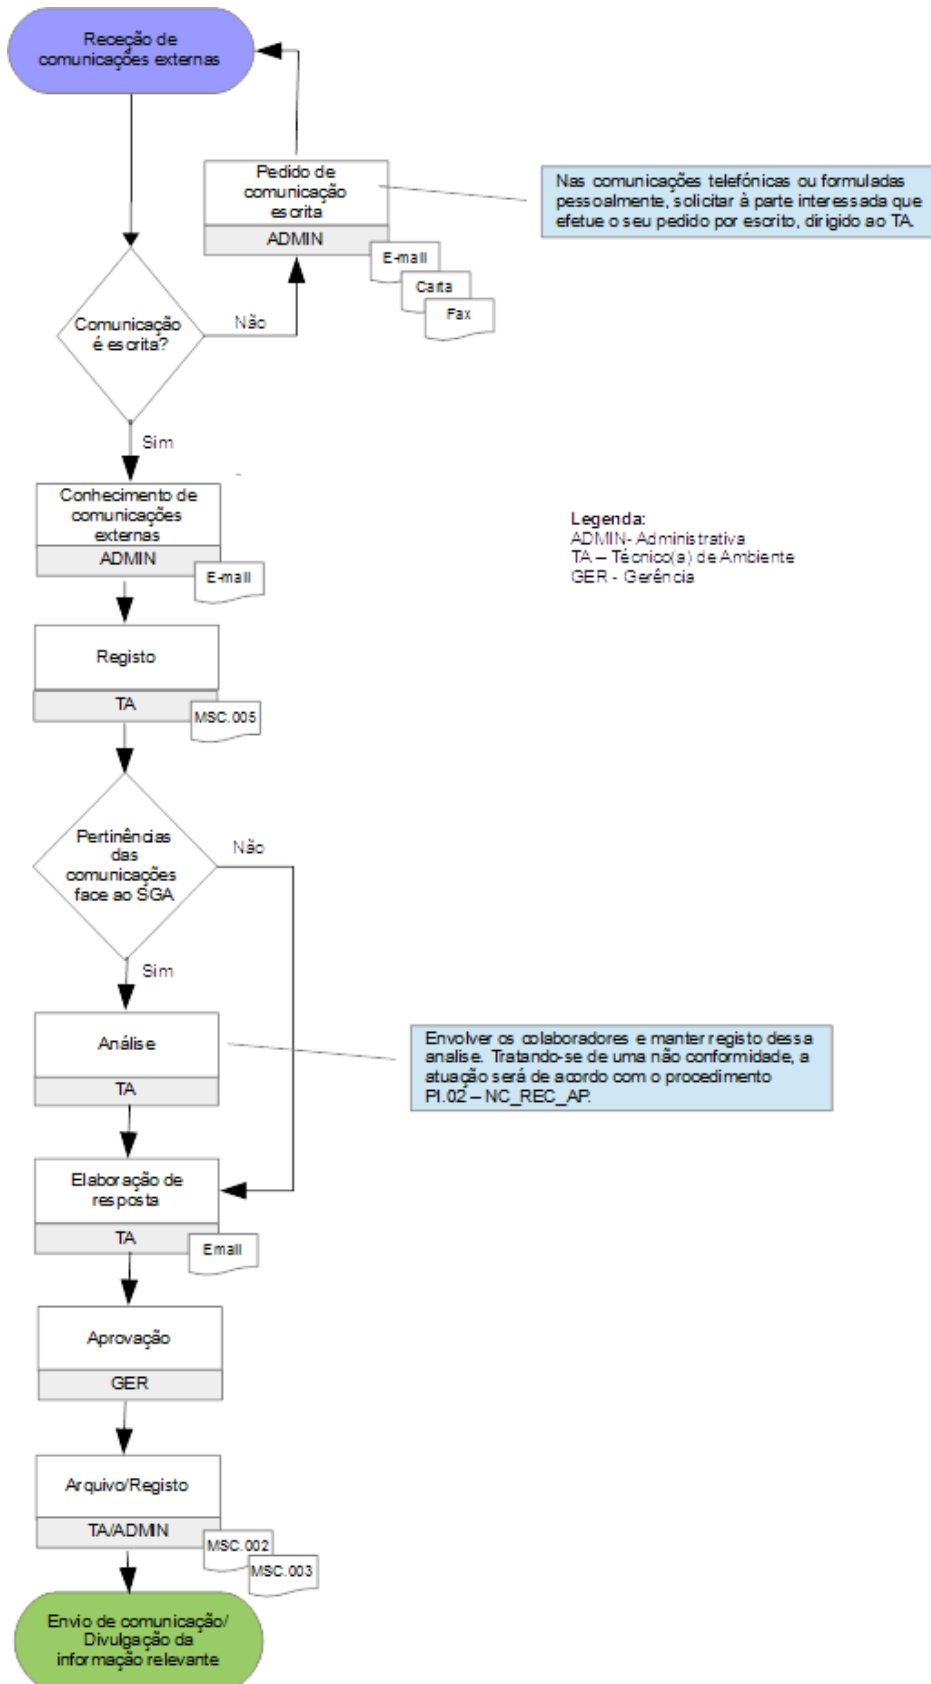 Receção de
comunicações externas
Pedido de
comunicação
escrita
ADMIN
E-mail
Carta
Fax
Nas comunicações telefónicas ou formuladas
pessoalmente, solicitar à parte interessada que
efetue o seu pedido por escrito, dirigido ao TA.
Comunicação
é escrita?
Não
Sim
Conhecimento de
comunicações
externas
ADMIN
E-mail
Legenda:
ADMIN- Administrativa
TA – Técnico(a) de Ambiente
GER - Gerência
Registo
TA
MSC.005
Pertinências
das
comunicações
face ao SGA
Não
Sim
Análise
TA
Envolver os colaboradores e manter registo dessa
analise. Tratando-se de uma não conformidade, a
atuação será de acordo com o procedimento
PI.02 – NC_REC_AP.
Elaboração de
resposta
TA
Email
Aprovação
GER
Arquivo/Registo
TA/ADMIN
MSC.002
MSC.003
Envio de comunicação/
Divulgação da
informação relevante